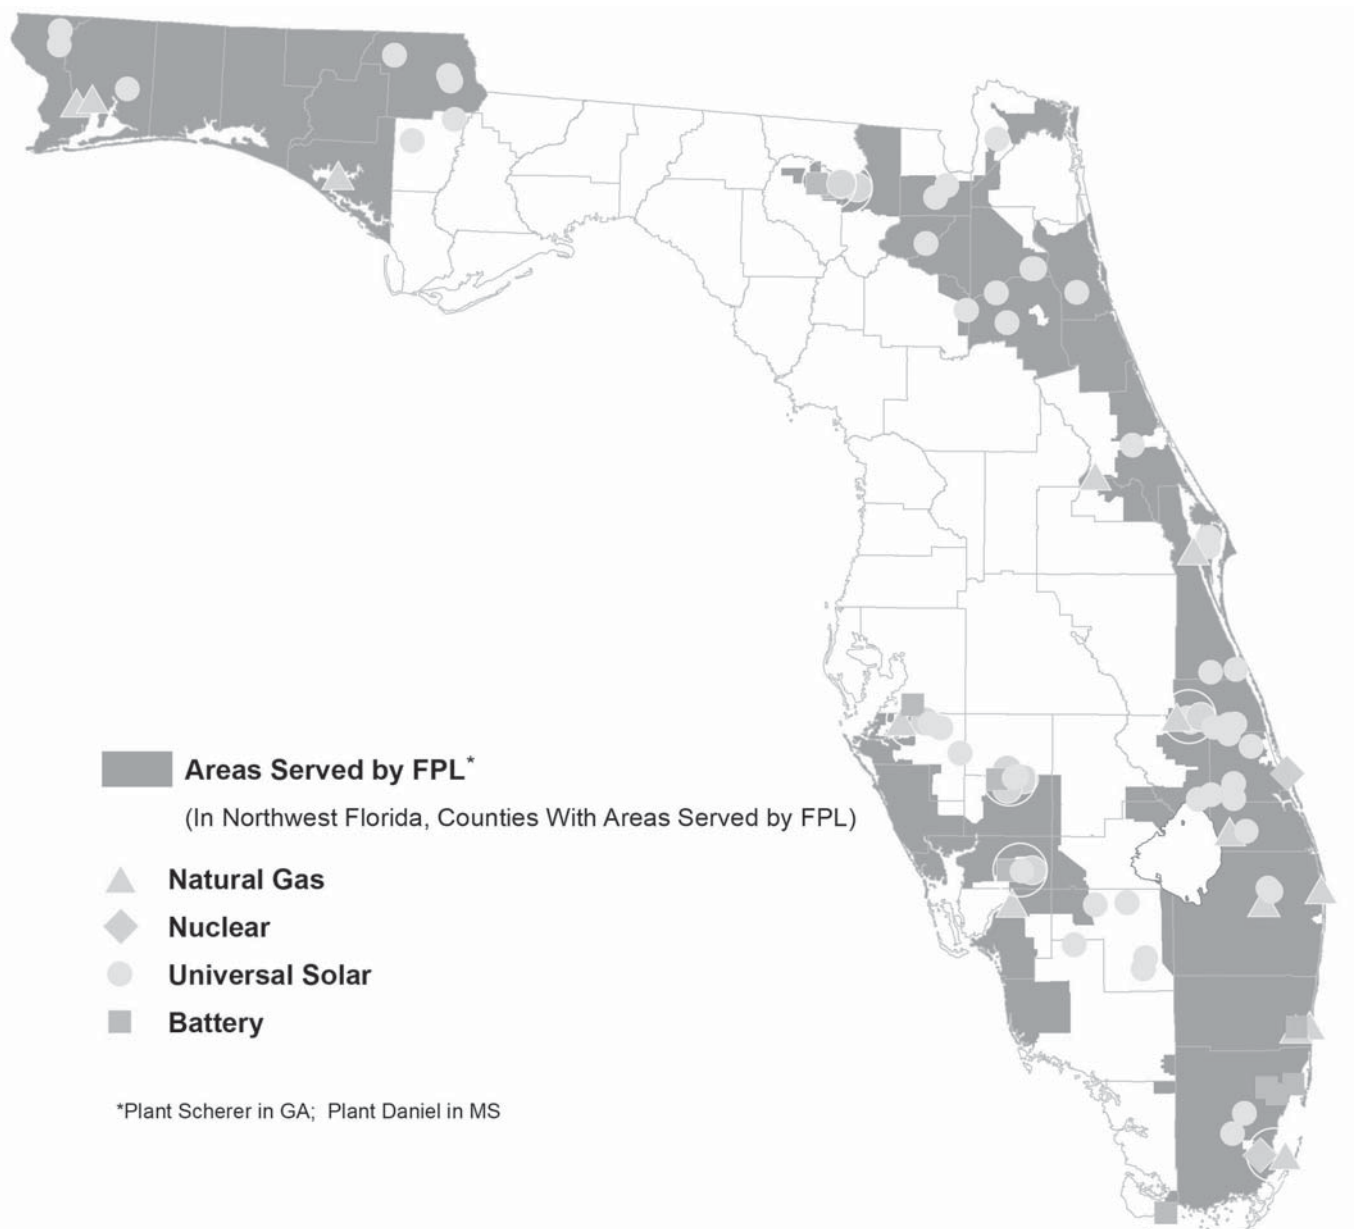 Areas Served by FPL*
(In Northwest Florida, Counties With Areas Served by FPL)
Natural Gas
Nuclear
Universal Solar
Battery
*Plant Scherer in GA; Plant Daniel in MS